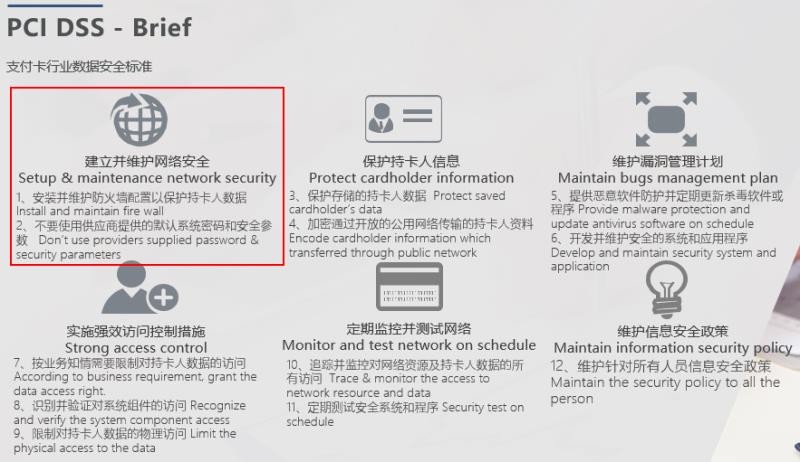 PCI DSS - Brief
支付卡行业数据安全标准
建立并维护网络安全
Setup & maintenance network security
1、安装并维护防火墙配置以保护持卡人数据
Install and maintain fire wall
2、不要使用供应商提供的默认系统密码和安全参
数 Don't use providers supplied password &
security parameters
保护持卡人信息
Protect cardholder information
3、保护存储的持卡人数据 Protect saved
cardholder's data
4、加密通过开放的公用网络传输的持卡人资料
Encode cardholder information which
transferred through public network
维护漏洞管理计划
Maintain bugs management plan
5、提供恶意软件防护并定期更新杀毒软件或
程序 Provide malware protection and
update antivirus software on schedule
6、开发并维护安全的系统和应用程序
Develop and maintain security system and
application
实施强效访问控制措施
Strong access control
7、按业务知情需要限制对持卡人数据的访问
According to business requirement, grant the
data access right.
8、识别并验证对系统组件的访问 Recognize
and verify the system component access
9、限制对持卡人数据的物理访问 Limit the
physical access to the data
定期监控并测试网络
Monitor and test network on schedule
10、追踪并监控对网络资源及持卡人数据的所
有访问 Trace & monitor the access to
network resource and data
11、定期测试安全系统和程序 Security test on
schedule
维护信息安全政策
Maintain information security policy
12、维护针对所有人员信息安全政策
Maintain the security policy to all the
person